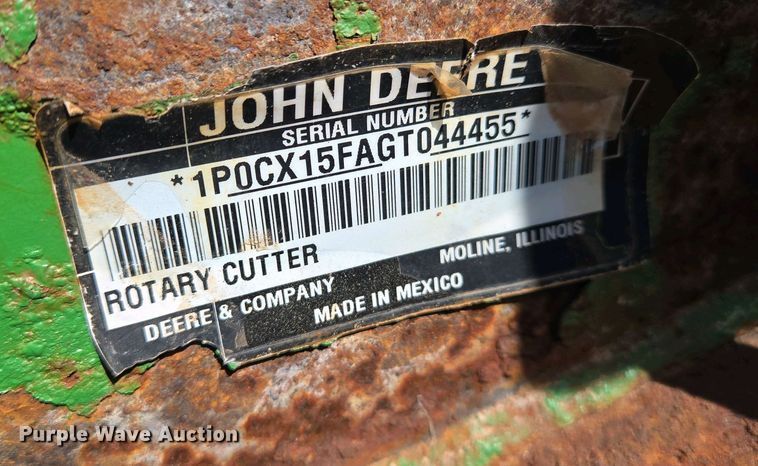 JOHN DEERE
SERIAL NUMBER
*1P0CX15FAGT044455*
ROTARY CUTTER
DEERE & COMPANY MOLINE, ILLINOIS
MADE IN MEXICO
Purple Wave Auction